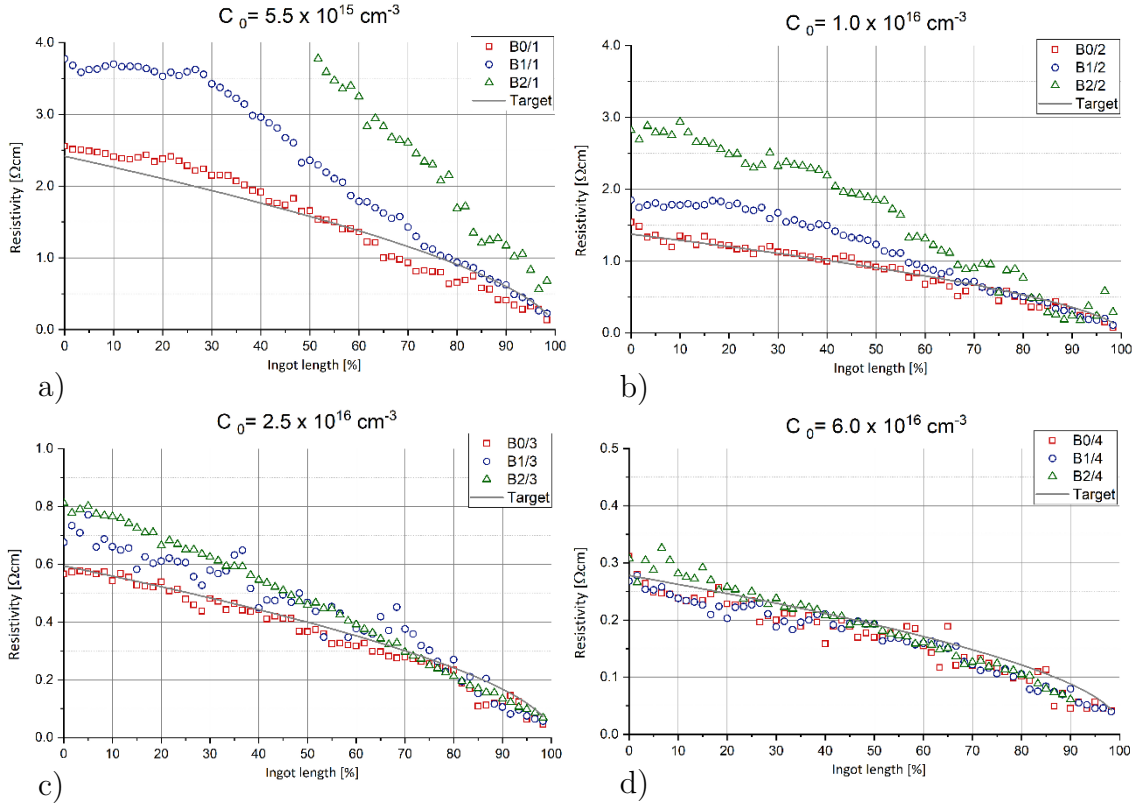 C 0= 5.5 x 10^15 cm-3
4.0
3.0
2.0
1.0
0.0
Resistivity [Ωcm]
0 10 20 30 40 50 60 70 80 90 100
Ingot length [%]
B0/1
B1/1
B2/1
Target
a)
C 0= 1.0 x 10^16 cm-3
4.0
3.0
2.0
1.0
0.0
Resistivity [Ωcm]
0 10 20 30 40 50 60 70 80 90 100
Ingot length [%]
B0/2
B1/2
B2/2
Target
b)
C 0= 2.5 x 10^16 cm-3
1.0
0.8
0.6
0.4
0.2
0.0
Resistivity [Ωcm]
0 10 20 30 40 50 60 70 80 90 100
Ingot length [%]
B0/3
B1/3
B2/3
Target
c)
C 0= 6.0 x 10^16 cm-3
0.5
0.4
0.3
0.2
0.1
0.0
Resistivity [Ωcm]
0 10 20 30 40 50 60 70 80 90 100
Ingot length [%]
B0/4
B1/4
B2/4
Target
d)